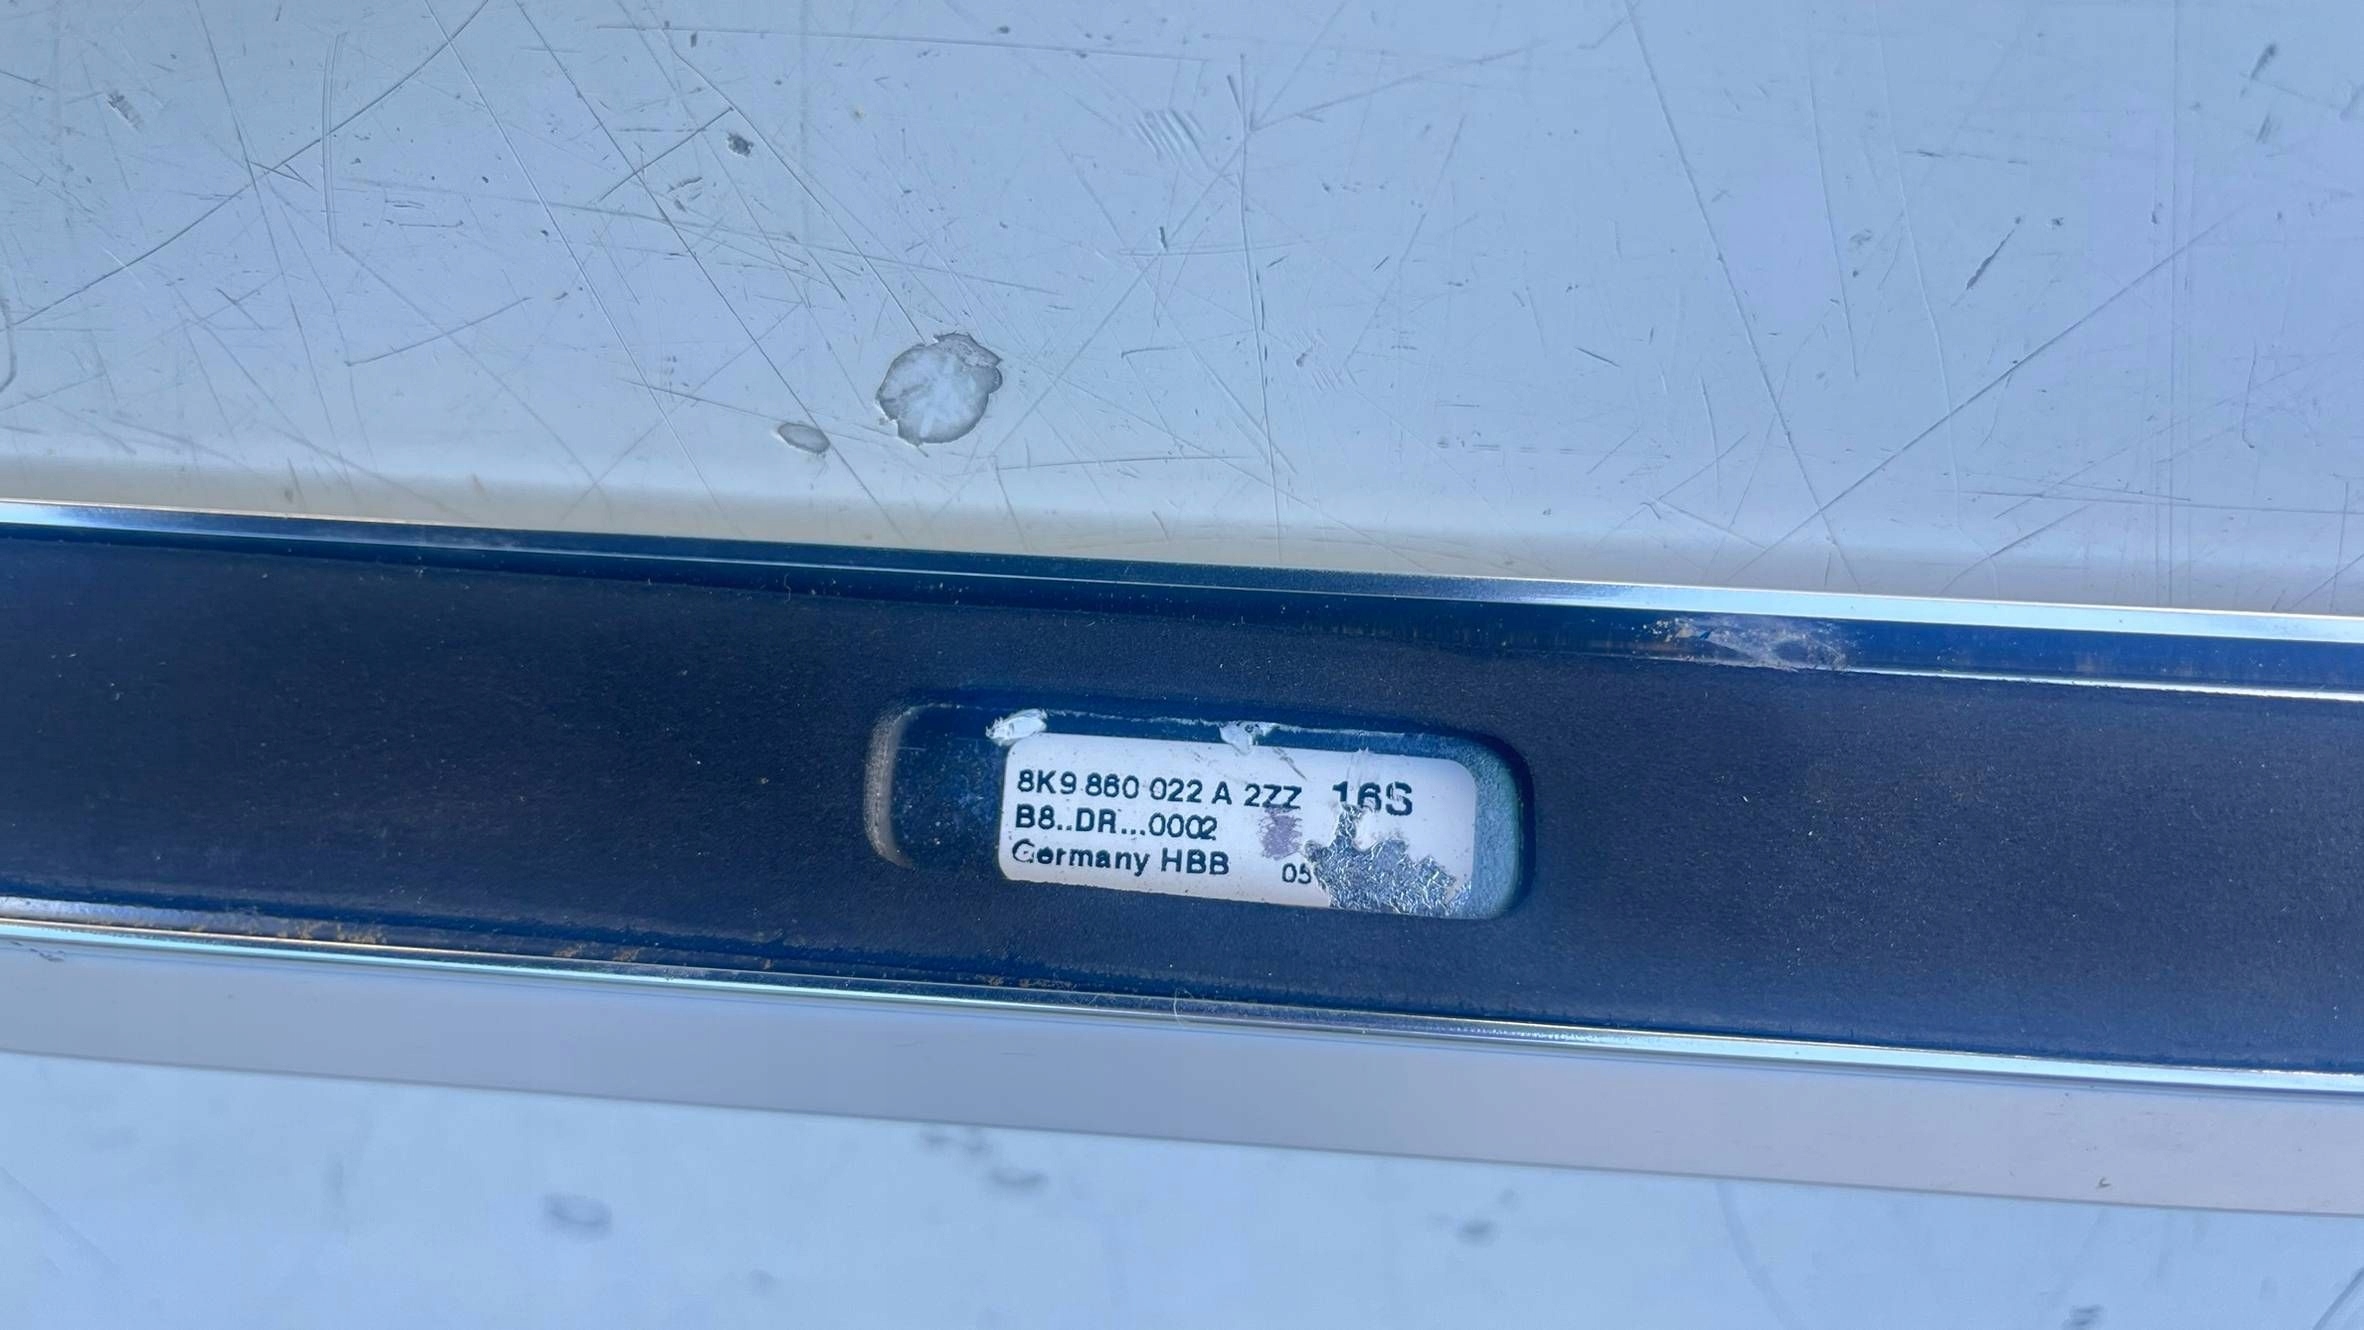 8K9 860 022 A 2ZZ 16S
B8..DR...0002
Germany HBB 05